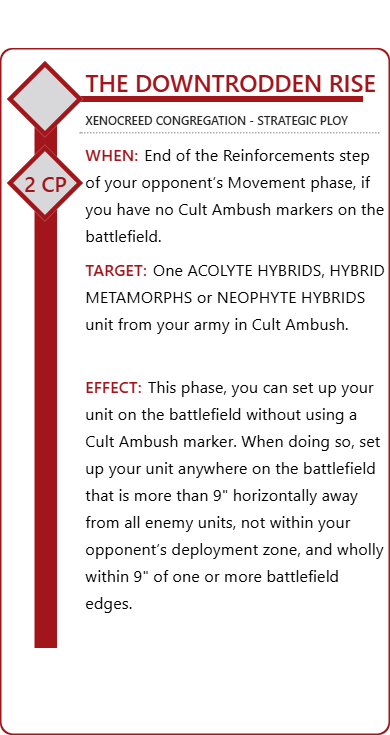 THE DOWNTRODDEN RISE
XENOCREED CONGREGATION - STRATEGIC PLOY
2 CP
WHEN: End of the Reinforcements step
of your opponent’s Movement phase, if
you have no Cult Ambush markers on the
battlefield.
TARGET: One ACOLYTE HYBRIDS, HYBRID
METAMORPHS or NEOPHYTE HYBRIDS
unit from your army in Cult Ambush.
EFFECT: This phase, you can set up your
unit on the battlefield without using a
Cult Ambush marker. When doing so, set
up your unit anywhere on the battlefield
that is more than 9" horizontally away
from all enemy units, not within your
opponent’s deployment zone, and wholly
within 9" of one or more battlefield
edges.